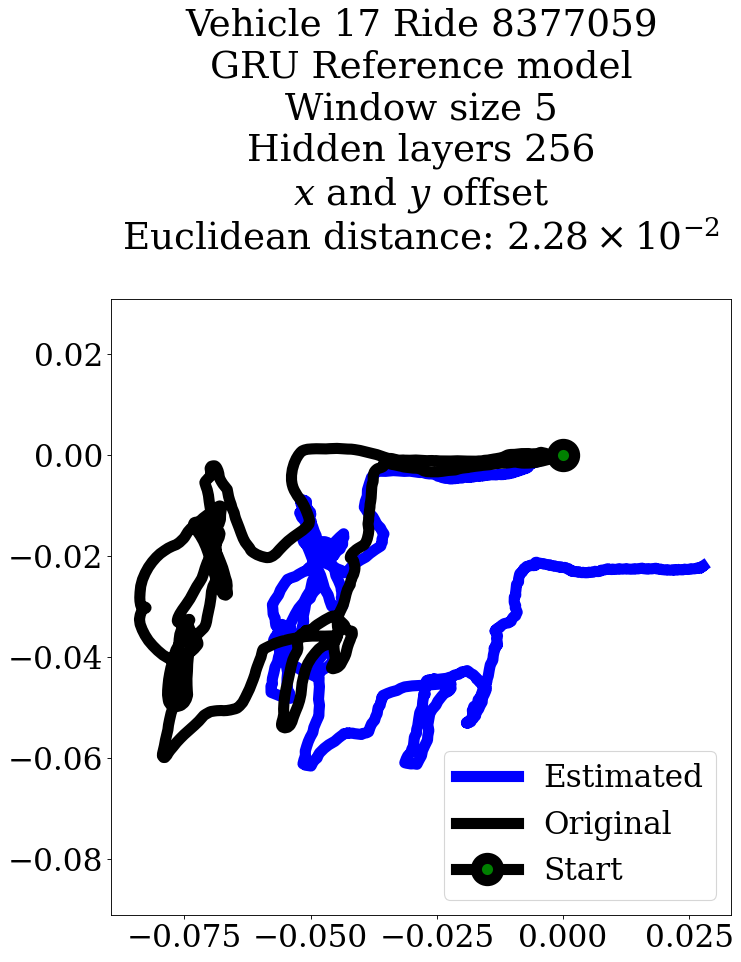 Vehicle 17 Ride 8377059
GRU Reference model
Window size 5
Hidden layers 256
x and y offset
Euclidean distance: 2.28 × 10⁻²
0.02
0.00
−0.02
−0.04
−0.06
−0.08
Estimated
Original
Start
−0.075 −0.050 −0.025 0.000 0.025